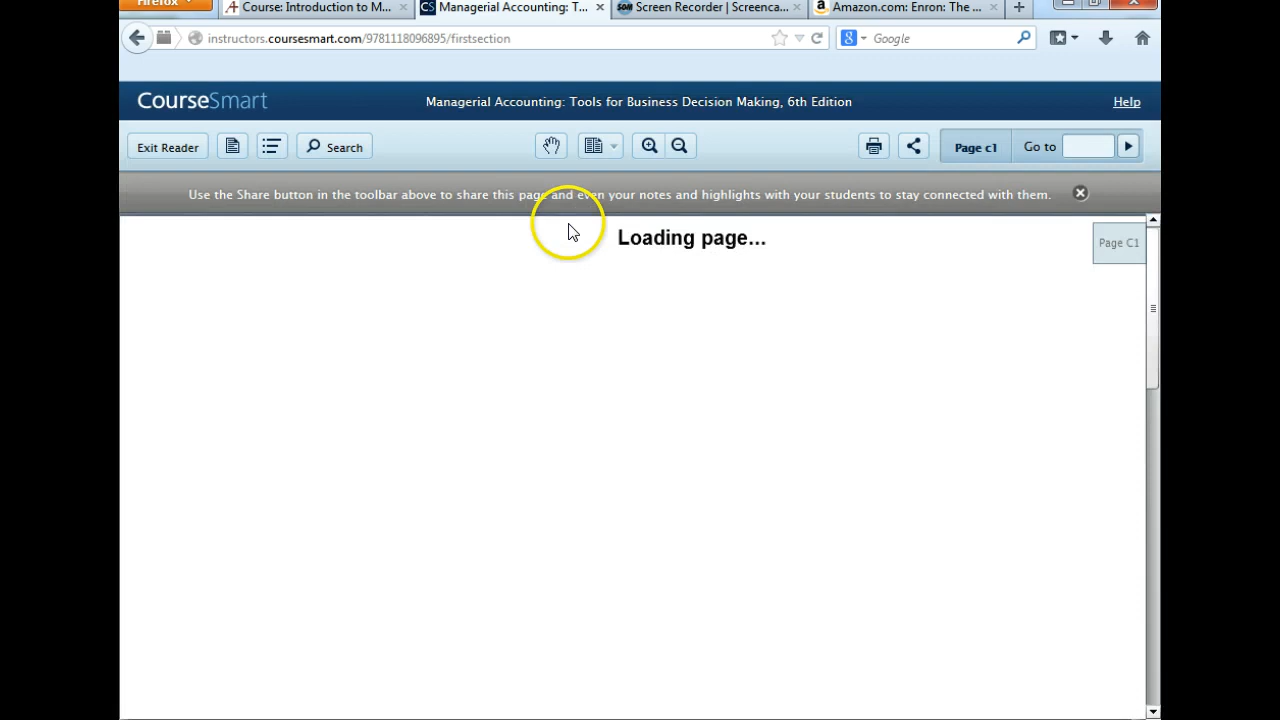 Firefox
Course: Introduction to M... CS Managerial Accounting: T... SOM Screen Recorder | Screenca... a Amazon.com: Enron: The ...
instructors.coursesmart.com/9781118096895/firstsection 8 Google
CourseSmart Managerial Accounting: Tools for Business Decision Making, 6th Edition Help
Exit Reader Search Page c1 Go to
Use the Share button in the toolbar above to share this page and even your notes and highlights with your students to stay connected with them.
Loading page... Page C1